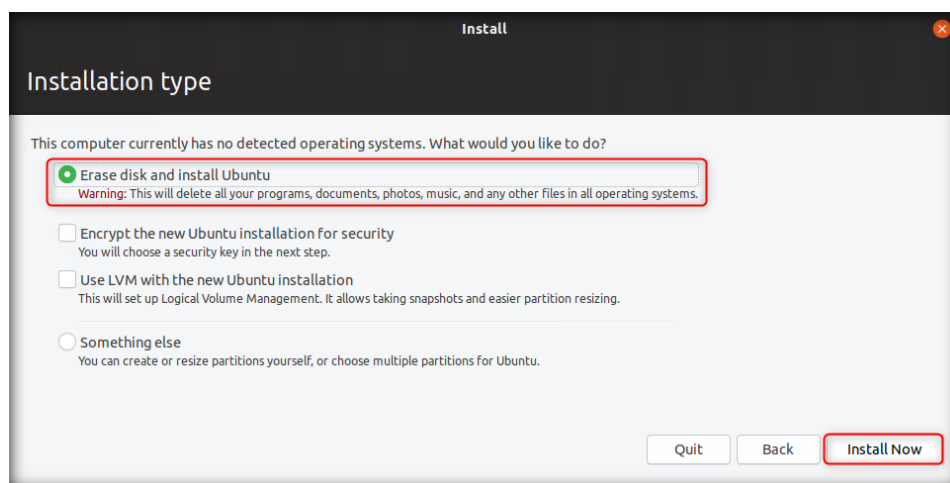 Install
Installation type
This computer currently has no detected operating systems. What would you like to do?
Erase disk and install Ubuntu
Warning: This will delete all your programs, documents, photos, music, and any other files in all operating systems.
Encrypt the new Ubuntu installation for security
You will choose a security key in the next step.
Use LVM with the new Ubuntu installation
This will set up Logical Volume Management. It allows taking snapshots and easier partition resizing.
Something else
You can create or resize partitions yourself, or choose multiple partitions for Ubuntu.
Quit Back Install Now